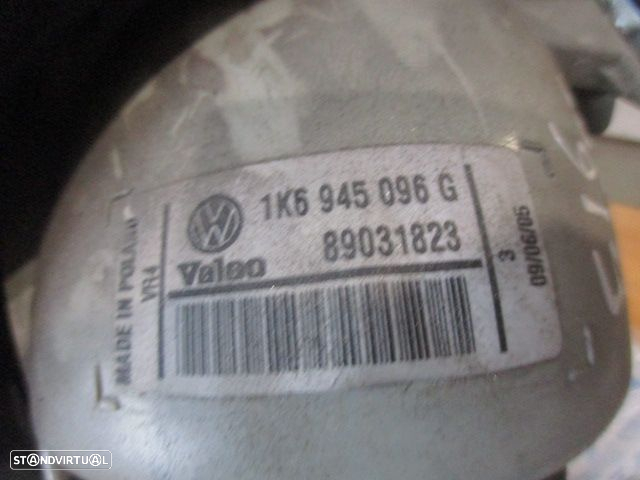 1K6 945 096 G
89031823
Valeo
MADE IN POLAND
VR4
3
09/06/05
STANDVIRTUAL